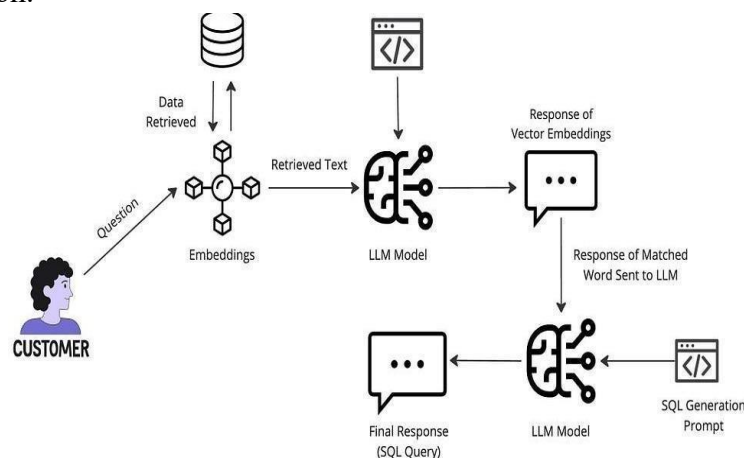 Data
Retrieved
Response of
Vector Embeddings
Retrieved Text
Question
Embeddings
LLM Model
Response of Matched
Word Sent to LLM
CUSTOMER
SQL Generation
Prompt
Final Response
(SQL Query)
LLM Model